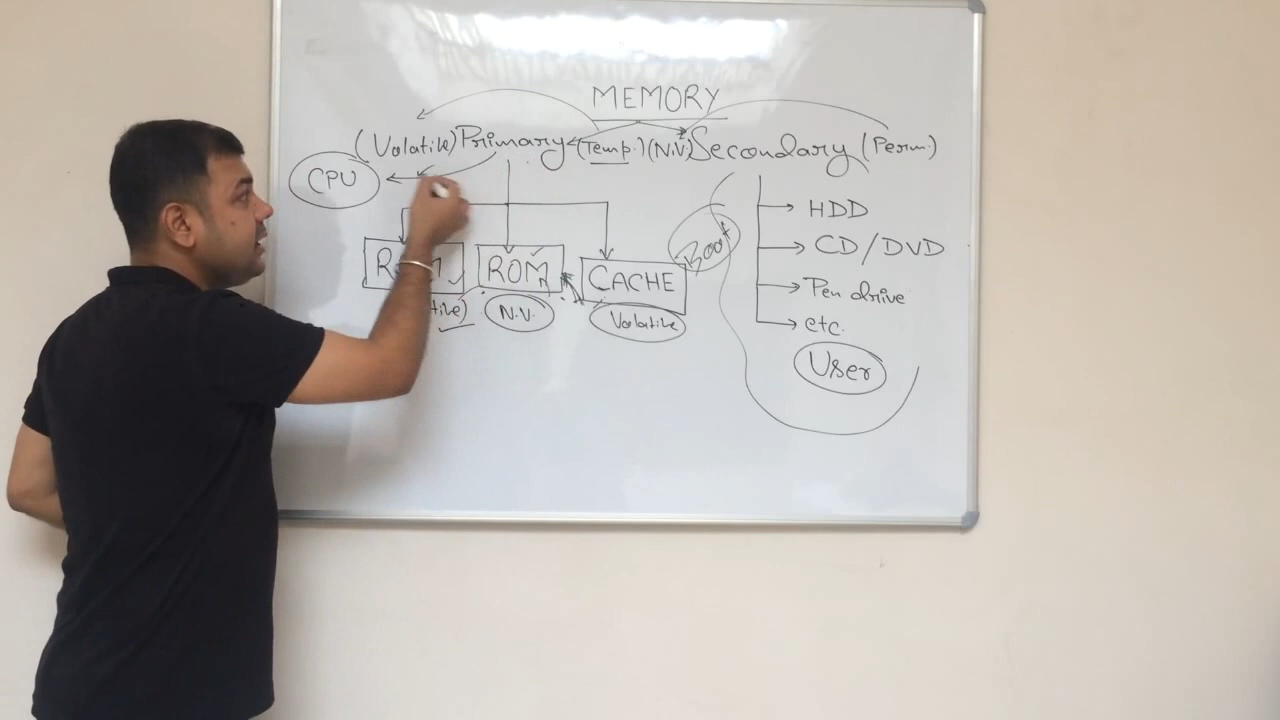 MEMORY
(Volatile) Primary (Temp.) (N.V.) Secondary (Perm.)
CPU
HDD
Boot
CD/DVD
ROM
CACHE
Pen drive
N.V.
Volatile
etc.
User